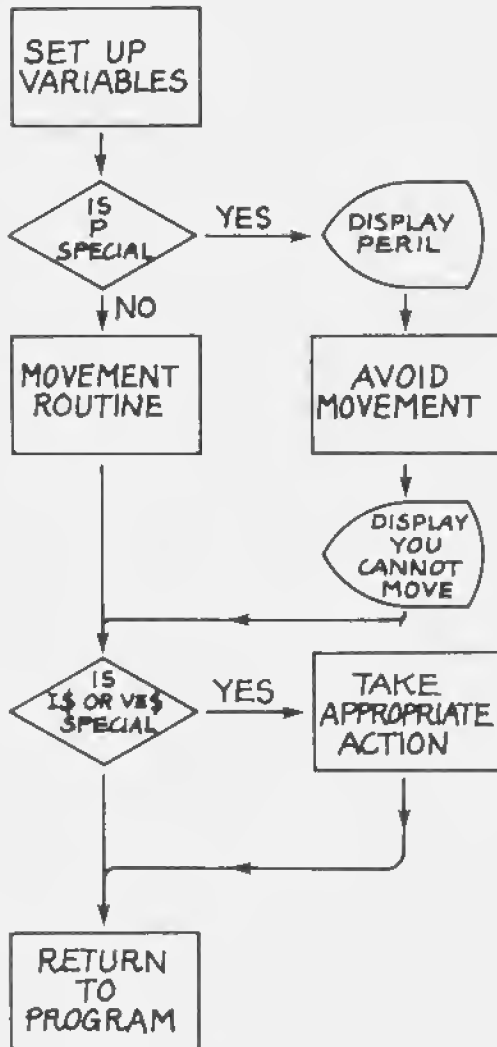 SET UP
VARIABLES
IS
P
SPECIAL
YES
DISPLAY
PERIL
NO
MOVEMENT
ROUTINE
AVOID
MOVEMENT
DISPLAY
YOU
CANNOT
MOVE
IS
I$ OR VB$
SPECIAL
YES
TAKE
APPROPRIATE
ACTION
RETURN
TO
PROGRAM